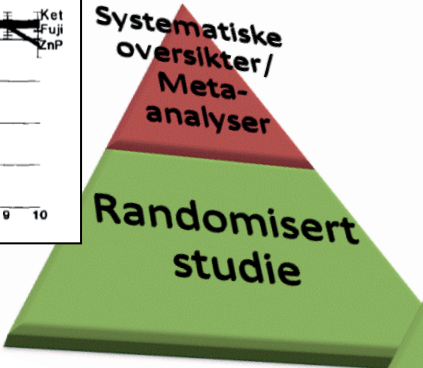 Ket
Fuji
ZnP
9 10
Systematiske
oversikter/
Meta-
analyser
Randomisert
studie